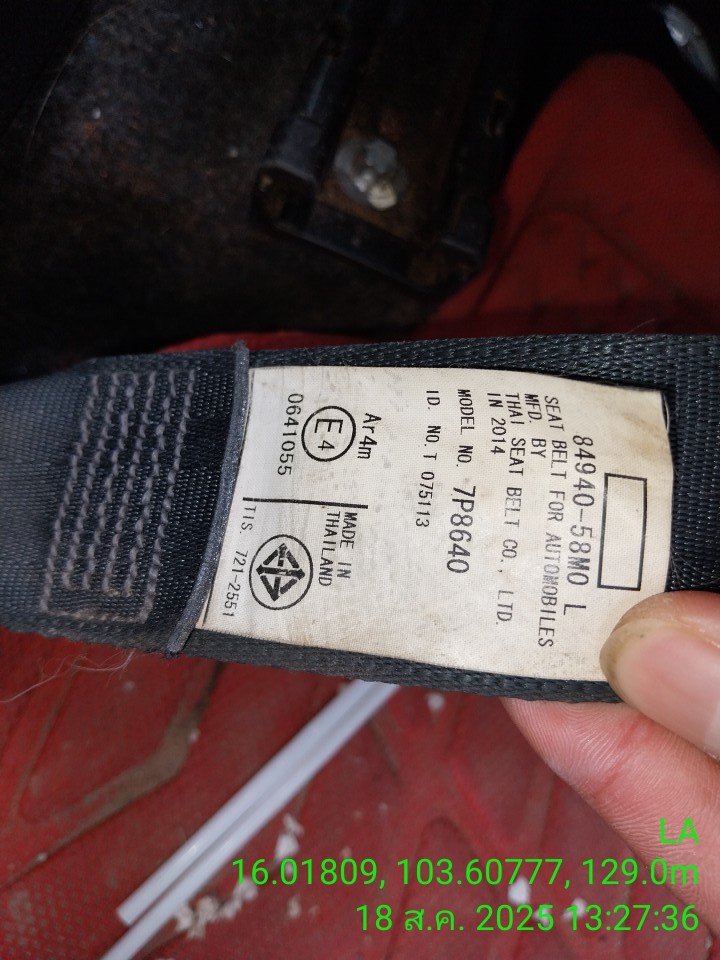 84940-58M0 L
SEAT BELT FOR AUTOMOBILES
MFD. BY
THAI SEAT BELT CO., LTD.
IN 2014
MODEL NO. 7P8640
ID. NO. T 075113
Ar4m
E4
0641055
MADE IN
THAILAND
TIS. 721-2551
LA
16.01809, 103.60777, 129.0m
18 ส.ค. 2025 13:27:36